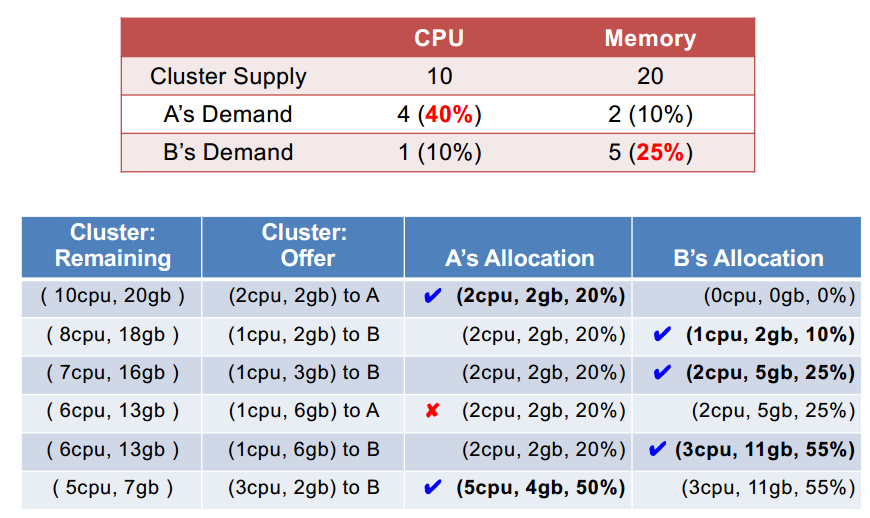 CPU Memory
Cluster Supply 10 20
A's Demand 4 (40%) 2 (10%)
B's Demand 1 (10%) 5 (25%)
Cluster: Remaining Cluster: Offer A's Allocation B's Allocation
( 10cpu, 20gb ) (2cpu, 2gb) to A ✔ (2cpu, 2gb, 20%) (0cpu, 0gb, 0%)
( 8cpu, 18gb ) (1cpu, 2gb) to B (2cpu, 2gb, 20%) ✔ (1cpu, 2gb, 10%)
( 7cpu, 16gb ) (1cpu, 3gb) to B (2cpu, 2gb, 20%) ✔ (2cpu, 5gb, 25%)
( 6cpu, 13gb ) (1cpu, 6gb) to A ✘ (2cpu, 2gb, 20%) (2cpu, 5gb, 25%)
( 6cpu, 13gb ) (1cpu, 6gb) to B (2cpu, 2gb, 20%) ✔ (3cpu, 11gb, 55%)
( 5cpu, 7gb ) (3cpu, 2gb) to B ✔ (5cpu, 4gb, 50%) (3cpu, 11gb, 55%)